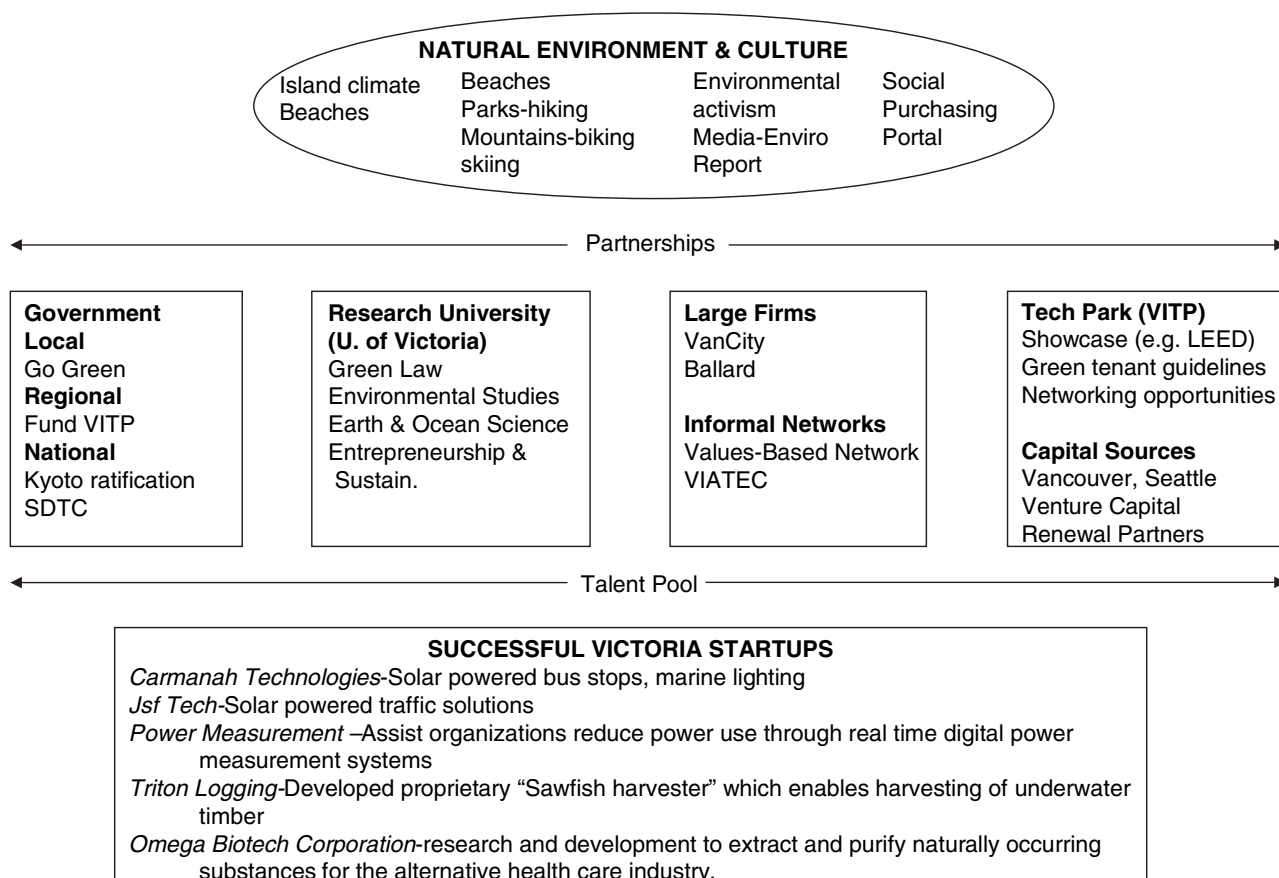 NATURAL ENVIRONMENT & CULTURE
Island climate
Beaches
Beaches
Parks-hiking
Mountains-biking
skiing
Environmental
activism
Media-Enviro
Report
Social
Purchasing
Portal
Partnerships
Government
Local
Go Green
Regional
Fund VITP
National
Kyoto ratification
SDTC
Research University
(U. of Victoria)
Green Law
Environmental Studies
Earth & Ocean Science
Entrepreneurship &
Sustain.
Large Firms
VanCity
Ballard
Informal Networks
Values-Based Network
VIATEC
Tech Park (VITP)
Showcase (e.g. LEED)
Green tenant guidelines
Networking opportunities
Capital Sources
Vancouver, Seattle
Venture Capital
Renewal Partners
Talent Pool
SUCCESSFUL VICTORIA STARTUPS
Carmanah Technologies-Solar powered bus stops, marine lighting
Jsf Tech-Solar powered traffic solutions
Power Measurement –Assist organizations reduce power use through real time digital power
measurement systems
Triton Logging-Developed proprietary “Sawfish harvester” which enables harvesting of underwater
timber
Omega Biotech Corporation-research and development to extract and purify naturally occurring
substances for the alternative health care industry.